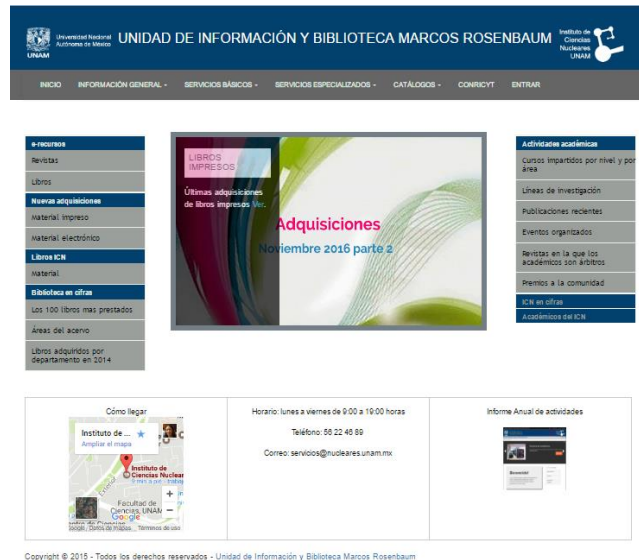 UNAM
Universidad Nacional
Autónoma de México
UNIDAD DE INFORMACIÓN Y BIBLIOTECA MARCOS ROSENBAUM
Instituto de
Ciencias
Nucleares
UNAM
INICIO INFORMACIÓN GENERAL - SERVICIOS BÁSICOS - SERVICIOS ESPECIALIZADOS - CATÁLOGOS - CONRICYT ENTRAR
e-recursos
Revistas
Libros
Nuevas adquisiciones
Material impreso
Material electrónico
Libros ICN
Material
Biblioteca en cifras
Los 100 libros mas prestados
Áreas del acervo
Libros adquiridos por
departamento en 2014
LIBROS
IMPRESOS
Últimas adquisiciones
de libros impresos Ver.
Adquisiciones
Noviembre 2016 parte 2
Actividades académicas
Cursos impartidos por nivel y por
área
Líneas de investigación
Publicaciones recientes
Eventos organizados
Revistas en la que los
académicos son árbitros
Premios a la comunidad
ICN en cifras
Académicos del ICN
Cómo llegar
Instituto de ...
Ampliar el mapa
Instituto de
Ciencias Nuclear
Facultad de
Ciencias, UNAM
Google
Términos de uso
Horario: lunes a viernes de 9:00 a 19:00 horas
Teléfono: 56 22 46 89
Correo: servicios@nucleares.unam.mx
Informe Anual de actividades
Bienvenido
Copyright © 2015 - Todos los derechos reservados - Unidad de Información y Biblioteca Marcos Rosenbaum